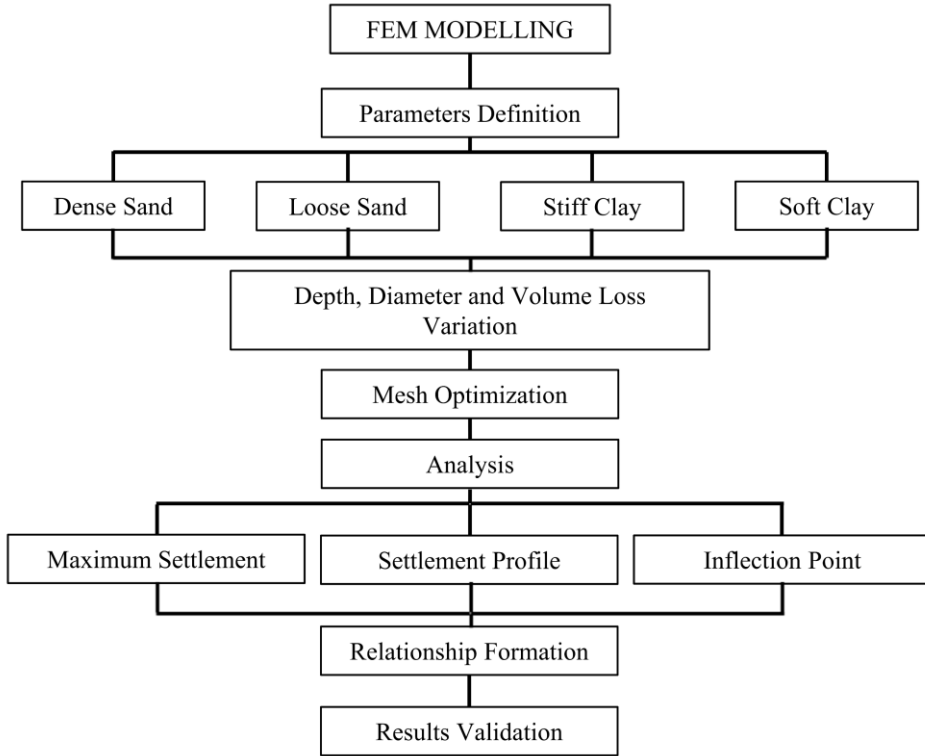 FEM MODELLING
Parameters Definition
Dense Sand
Loose Sand
Stiff Clay
Soft Clay
Depth, Diameter and Volume Loss
Variation
Mesh Optimization
Analysis
Maximum Settlement
Settlement Profile
Inflection Point
Relationship Formation
Results Validation